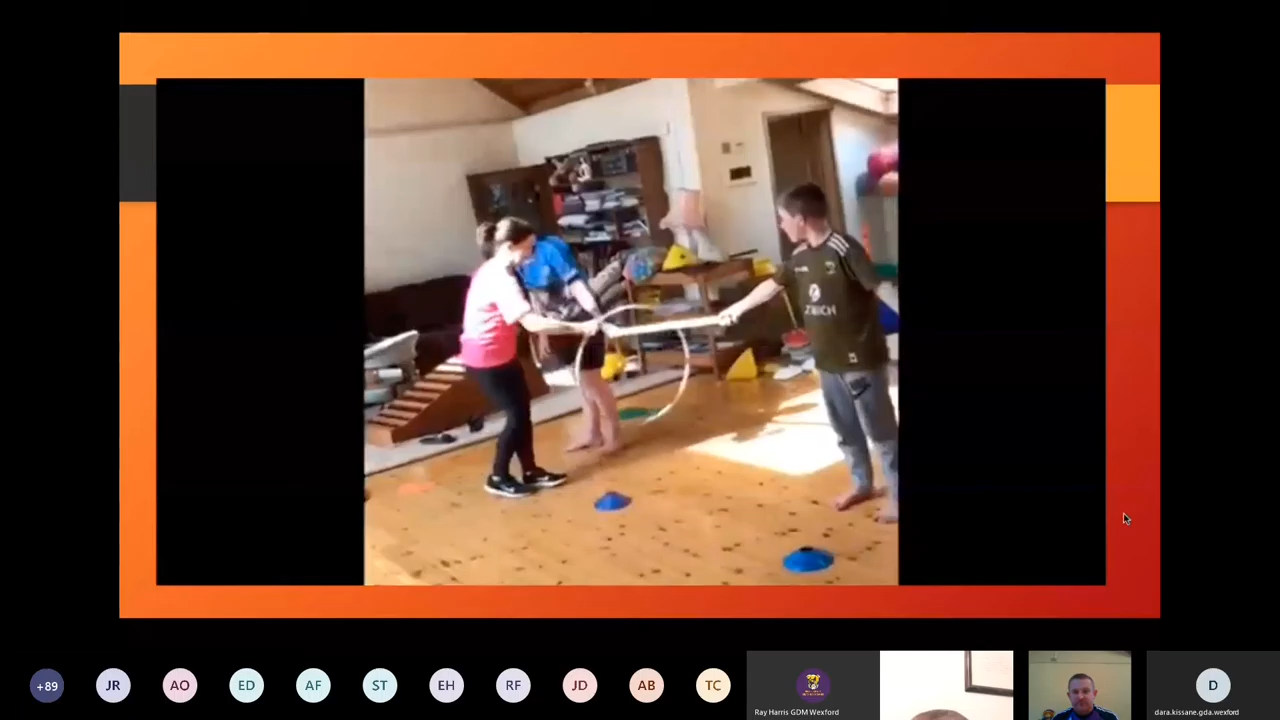 ZURICH
+89
JR
AO
ED
AF
ST
EH
RF
JD
AB
TC
Ray Harris GDM Wexford
D
dara.kissane.gda.wexford